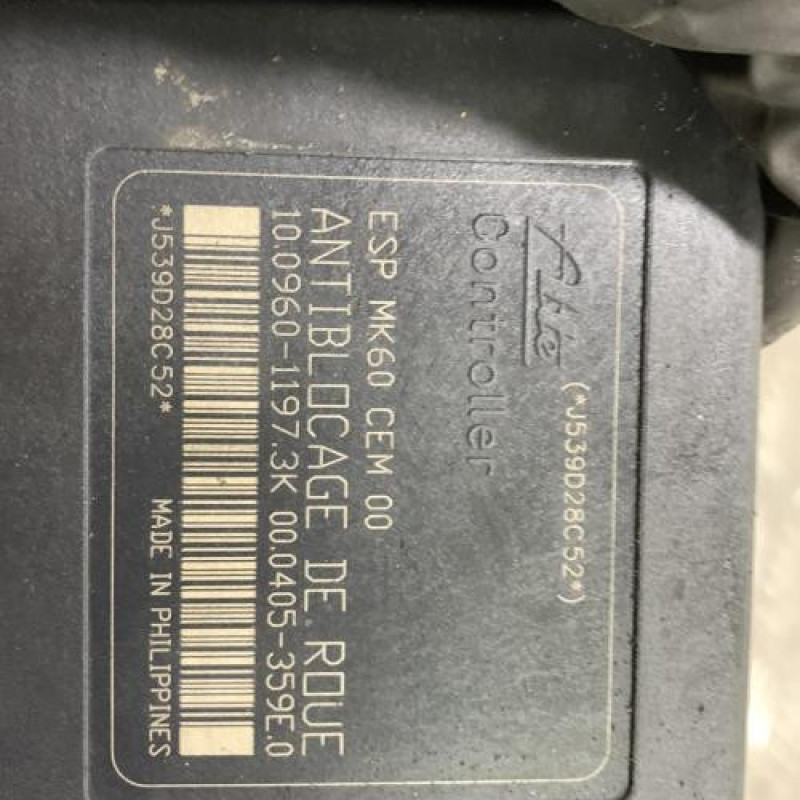 Ate (*J539D28C52*)
Controller
ESP MK60 CEM 00
ANTIBLOCAGE DE ROUE
10.0960-1197.3K 00.0405-359E.0
*J539D28C52* MADE IN PHILIPPINES